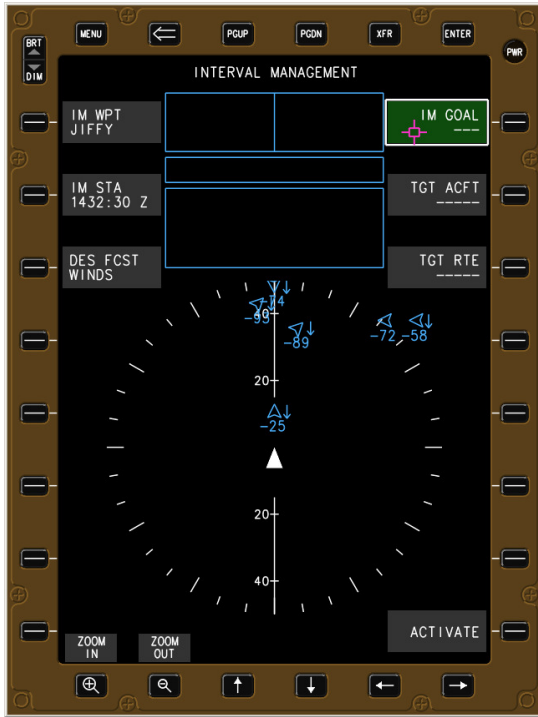 BRT
DIM
MENU
PGUP
PGDN
XFR
ENTER
PWR
INTERVAL MANAGEMENT
IM WPT
JIFFY
IM GOAL
---
IM STA
1432:30 Z
TGT ACFT
-----
DES FCST
WINDS
TGT RTE
-----
40
-89
-72
-58
20
-25
20
40
ZOOM
IN
ZOOM
OUT
ACTIVATE